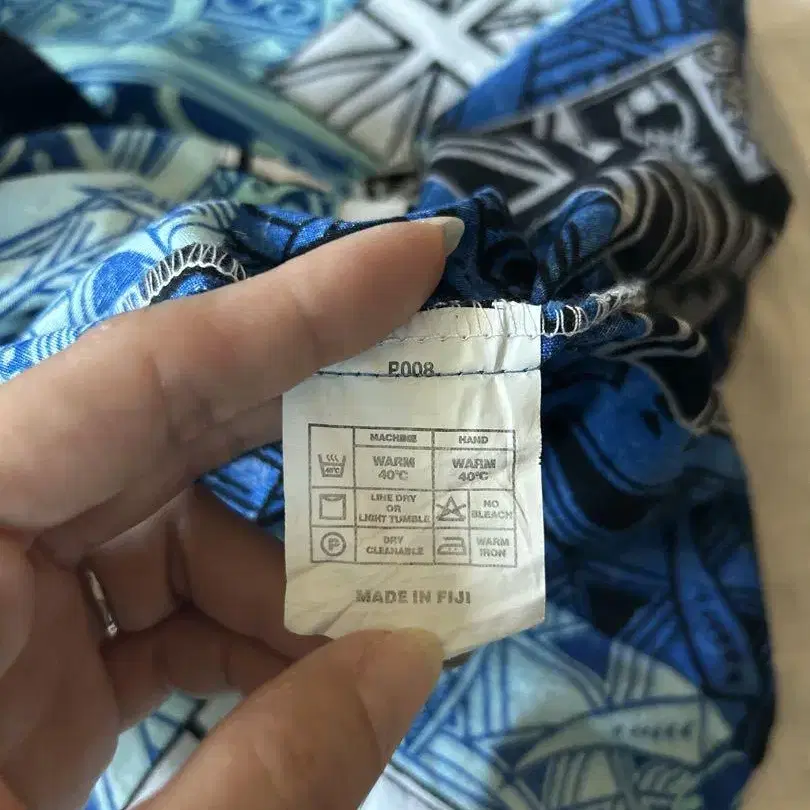 P008.
MACHINE HAND
40°C WARM 40°C WARM 40°C
LINE DRY OR LIGHT TUMBLE NO BLEACH
P DRY CLEANABLE WARM IRON
MADE IN FIJI